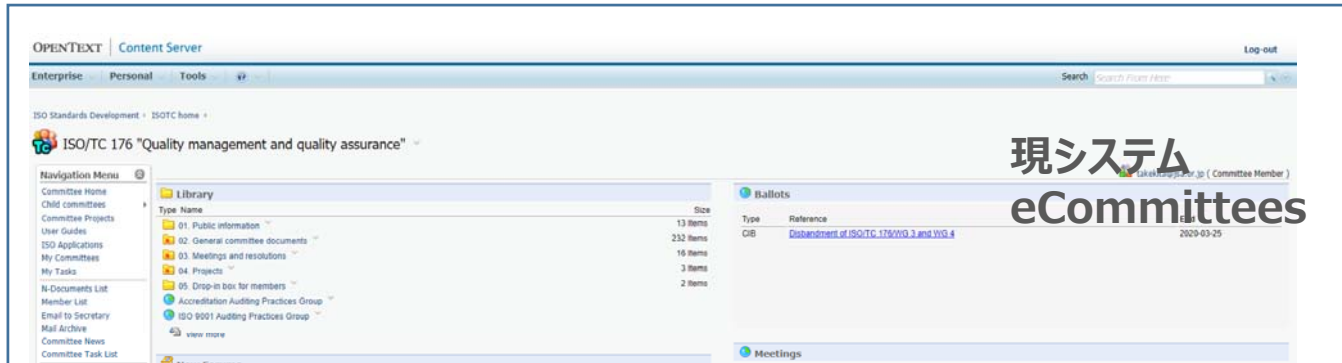 OPENTEXT | Content Server
Log-out
Enterprise Personal Tools
Search Search From Here
ISO Standards Development › ISOTC home ›
ISO/TC 176 "Quality management and quality assurance"
現システム
eCommittees
( Committee Member )
Navigation Menu
Committee Home
Child committees
Committee Projects
User Guides
ISO Applications
My Committees
My Tasks
N-Documents List
Member List
Email to Secretary
Mail Archive
Committee News
Committee Task List
Library
Type Name Size
01. Public information 13 Items
02. General committee documents 232 Items
03. Meetings and resolutions 16 Items
04. Projects 3 Items
05. Drop-in box for members 2 Items
Accreditation Auditing Practices Group
ISO 9001 Auditing Practices Group
view more
Ballots
Type Reference
CIB Disbandment of ISO/TC 176/WG 3 and WG 4 2020-03-25
Meetings